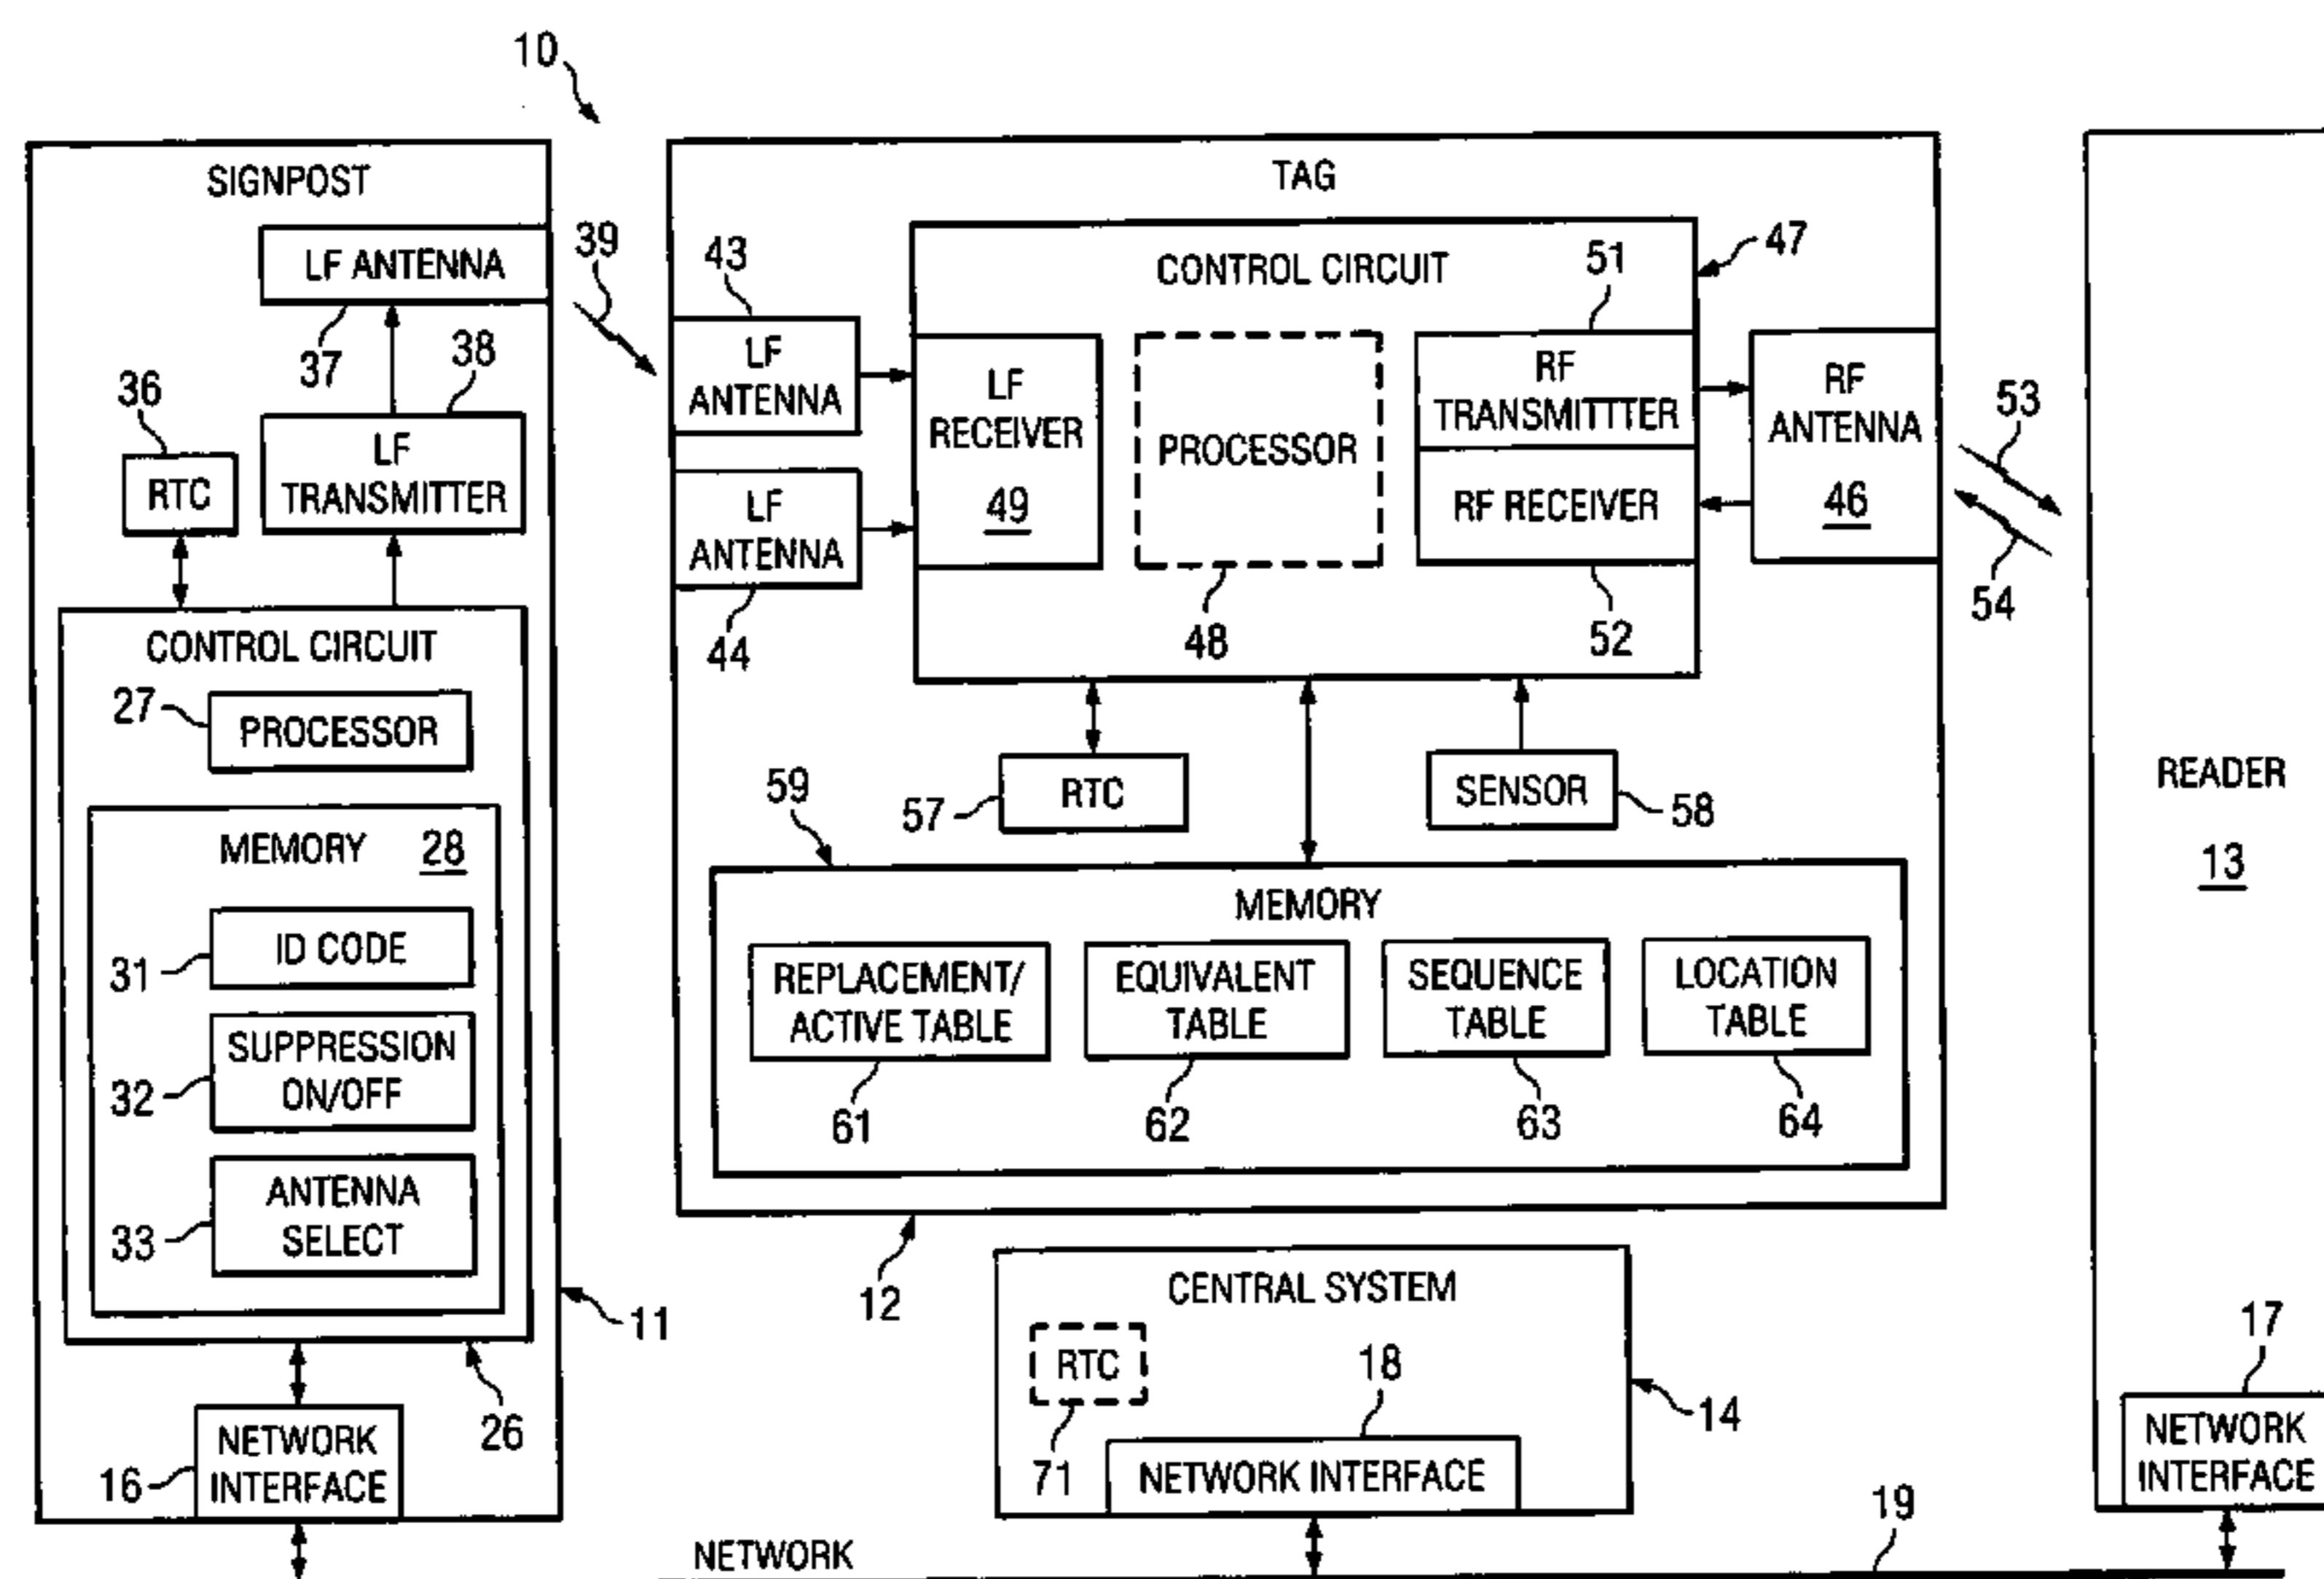 10
SIGNPOST
LF ANTENNA
37
38
36
RTC
LF
TRANSMITTER
39
CONTROL CIRCUIT
27
PROCESSOR
MEMORY 28
31
ID CODE
32
SUPPRESSION
ON/OFF
33
ANTENNA
SELECT
11
26
16
NETWORK
INTERFACE
TAG
43
LF
ANTENNA
LF
ANTENNA
44
CONTROL CIRCUIT
47
51
LF
RECEIVER
49
PROCESSOR
48
RF
TRANSMITTTER
RF RECEIVER
52
RF
ANTENNA
46
53
54
57
RTC
SENSOR
58
59
MEMORY
REPLACEMENT/
ACTIVE TABLE
61
EQUIVALENT
TABLE
62
SEQUENCE
TABLE
63
LOCATION
TABLE
64
12
CENTRAL SYSTEM
RTC
71
18
NETWORK INTERFACE
14
READER
13
17
NETWORK
INTERFACE
NETWORK
19